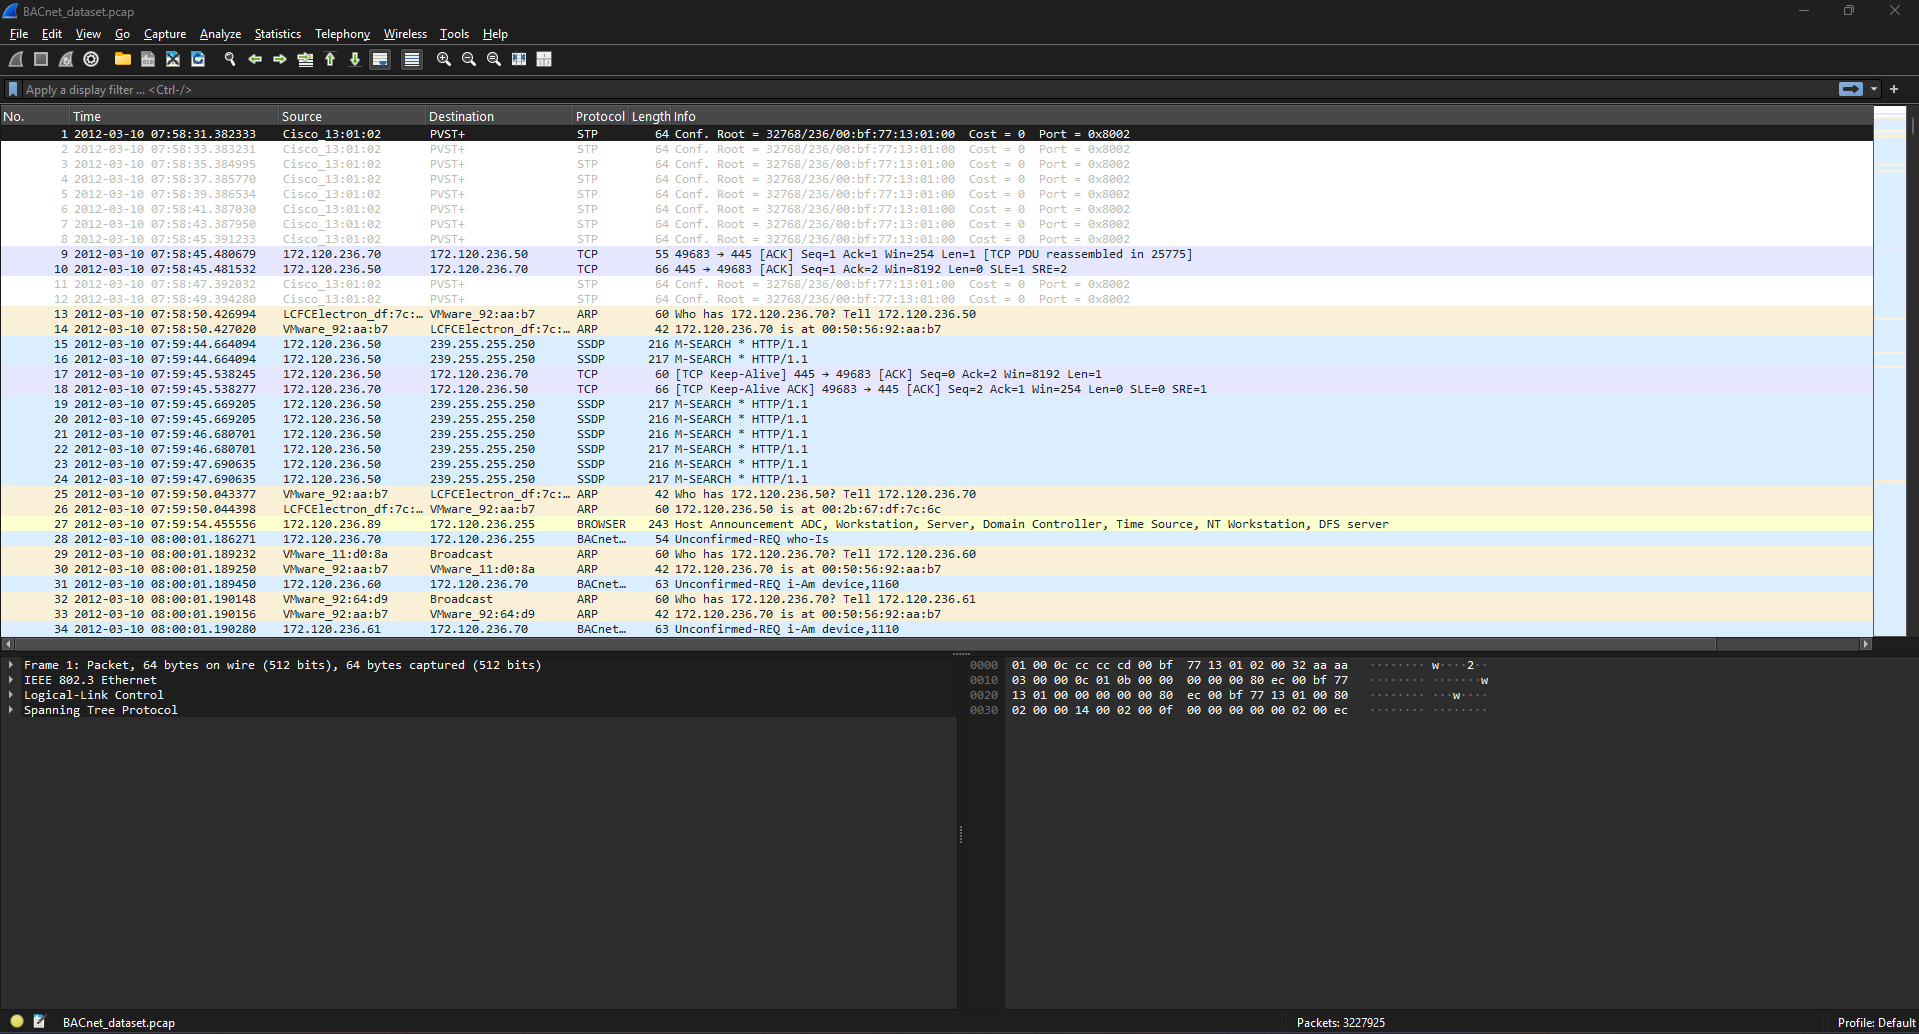 BACnet_dataset.pcap
File Edit View Go Capture Analyze Statistics Telephony Wireless Tools Help
Apply a display filter ... <Ctrl-/>
No. Time Source Destination Protocol Length Info
1 2012-03-10 07:58:31.382333 Cisco_13:01:02 PVST+ STP 64 Conf. Root = 32768/236/00:bf:77:13:01:00 Cost = 0 Port = 0x8002
2 2012-03-10 07:58:33.383231 Cisco_13:01:02 PVST+ STP 64 Conf. Root = 32768/236/00:bf:77:13:01:00 Cost = 0 Port = 0x8002
3 2012-03-10 07:58:35.384995 Cisco_13:01:02 PVST+ STP 64 Conf. Root = 32768/236/00:bf:77:13:01:00 Cost = 0 Port = 0x8002
4 2012-03-10 07:58:37.385770 Cisco_13:01:02 PVST+ STP 64 Conf. Root = 32768/236/00:bf:77:13:01:00 Cost = 0 Port = 0x8002
5 2012-03-10 07:58:39.386534 Cisco_13:01:02 PVST+ STP 64 Conf. Root = 32768/236/00:bf:77:13:01:00 Cost = 0 Port = 0x8002
6 2012-03-10 07:58:41.387030 Cisco_13:01:02 PVST+ STP 64 Conf. Root = 32768/236/00:bf:77:13:01:00 Cost = 0 Port = 0x8002
7 2012-03-10 07:58:43.387950 Cisco_13:01:02 PVST+ STP 64 Conf. Root = 32768/236/00:bf:77:13:01:00 Cost = 0 Port = 0x8002
8 2012-03-10 07:58:45.391233 Cisco_13:01:02 PVST+ STP 64 Conf. Root = 32768/236/00:bf:77:13:01:00 Cost = 0 Port = 0x8002
9 2012-03-10 07:58:45.480679 172.120.236.70 172.120.236.50 TCP 55 49683 → 445 [ACK] Seq=1 Ack=1 Win=254 Len=1 [TCP PDU reassembled in 25775]
10 2012-03-10 07:58:45.481532 172.120.236.50 172.120.236.70 TCP 66 445 → 49683 [ACK] Seq=1 Ack=2 Win=8192 Len=0 SLE=1 SRE=2
11 2012-03-10 07:58:47.392032 Cisco_13:01:02 PVST+ STP 64 Conf. Root = 32768/236/00:bf:77:13:01:00 Cost = 0 Port = 0x8002
12 2012-03-10 07:58:49.394280 Cisco_13:01:02 PVST+ STP 64 Conf. Root = 32768/236/00:bf:77:13:01:00 Cost = 0 Port = 0x8002
13 2012-03-10 07:58:50.426994 LCFCElectron_df:7c:… VMware_92:aa:b7 ARP 60 Who has 172.120.236.70? Tell 172.120.236.50
14 2012-03-10 07:58:50.427020 VMware_92:aa:b7 LCFCElectron_df:7c:… ARP 42 172.120.236.70 is at 00:50:56:92:aa:b7
15 2012-03-10 07:59:44.664094 172.120.236.50 239.255.255.250 SSDP 216 M-SEARCH * HTTP/1.1
16 2012-03-10 07:59:44.664094 172.120.236.50 239.255.255.250 SSDP 217 M-SEARCH * HTTP/1.1
17 2012-03-10 07:59:45.538245 172.120.236.50 172.120.236.70 TCP 60 [TCP Keep-Alive] 445 → 49683 [ACK] Seq=0 Ack=2 Win=8192 Len=1
18 2012-03-10 07:59:45.538277 172.120.236.70 172.120.236.50 TCP 66 [TCP Keep-Alive ACK] 49683 → 445 [ACK] Seq=2 Ack=1 Win=254 Len=0 SLE=0 SRE=1
19 2012-03-10 07:59:45.669205 172.120.236.50 239.255.255.250 SSDP 217 M-SEARCH * HTTP/1.1
20 2012-03-10 07:59:45.669205 172.120.236.50 239.255.255.250 SSDP 216 M-SEARCH * HTTP/1.1
21 2012-03-10 07:59:46.680701 172.120.236.50 239.255.255.250 SSDP 216 M-SEARCH * HTTP/1.1
22 2012-03-10 07:59:46.680701 172.120.236.50 239.255.255.250 SSDP 217 M-SEARCH * HTTP/1.1
23 2012-03-10 07:59:47.690635 172.120.236.50 239.255.255.250 SSDP 216 M-SEARCH * HTTP/1.1
24 2012-03-10 07:59:47.690635 172.120.236.50 239.255.255.250 SSDP 217 M-SEARCH * HTTP/1.1
25 2012-03-10 07:59:50.043377 VMware_92:aa:b7 LCFCElectron_df:7c:… ARP 42 Who has 172.120.236.50? Tell 172.120.236.70
26 2012-03-10 07:59:50.044398 LCFCElectron_df:7c:… VMware_92:aa:b7 ARP 60 172.120.236.50 is at 00:2b:67:df:7c:6c
27 2012-03-10 07:59:54.455556 172.120.236.89 172.120.236.255 BROWSER 243 Host Announcement ADC, Workstation, Server, Domain Controller, Time Source, NT Workstation, DFS server
28 2012-03-10 08:00:01.186271 172.120.236.70 172.120.236.255 BACnet… 54 Unconfirmed-REQ who-Is
29 2012-03-10 08:00:01.189232 VMware_11:d0:8a Broadcast ARP 60 Who has 172.120.236.70? Tell 172.120.236.60
30 2012-03-10 08:00:01.189250 VMware_92:aa:b7 VMware_11:d0:8a ARP 42 172.120.236.70 is at 00:50:56:92:aa:b7
31 2012-03-10 08:00:01.189450 172.120.236.60 172.120.236.70 BACnet… 63 Unconfirmed-REQ i-Am device,1160
32 2012-03-10 08:00:01.190148 VMware_92:64:d9 Broadcast ARP 60 Who has 172.120.236.70? Tell 172.120.236.61
33 2012-03-10 08:00:01.190156 VMware_92:aa:b7 VMware_92:64:d9 ARP 42 172.120.236.70 is at 00:50:56:92:aa:b7
34 2012-03-10 08:00:01.190280 172.120.236.61 172.120.236.70 BACnet… 63 Unconfirmed-REQ i-Am device,1110
Frame 1: Packet, 64 bytes on wire (512 bits), 64 bytes captured (512 bits)
IEEE 802.3 Ethernet
Logical-Link Control
Spanning Tree Protocol
0000 01 00 0c cc cc cd 00 bf 77 13 01 02 00 32 aa aa ········ w····2··
0010 03 00 00 0c 01 0b 00 00 00 00 00 80 ec 00 bf 77 ········ ·······w
0020 13 01 00 00 00 00 00 80 ec 00 bf 77 13 01 00 80 ········ ···w····
0030 02 00 00 14 00 02 00 0f 00 00 00 00 00 02 00 ec ········ ········
BACnet_dataset.pcap Packets: 3227925 Profile: Default